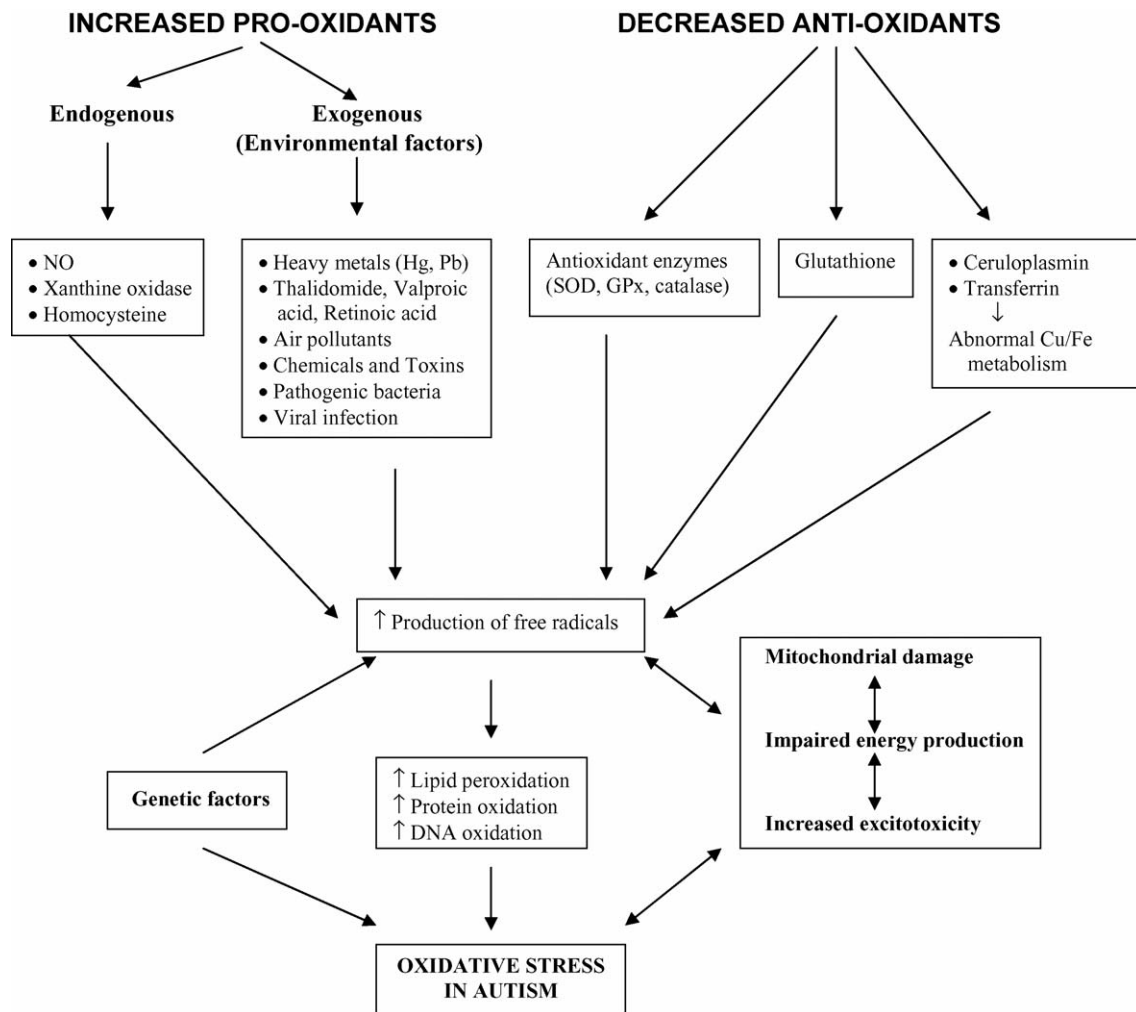 INCREASED PRO-OXIDANTS
DECREASED ANTI-OXIDANTS
Endogenous
Exogenous
(Environmental factors)
• NO
• Xanthine oxidase
• Homocysteine
• Heavy metals (Hg, Pb)
• Thalidomide, Valproic
acid, Retinoic acid
• Air pollutants
• Chemicals and Toxins
• Pathogenic bacteria
• Viral infection
Antioxidant enzymes
(SOD, GPx, catalase)
Glutathione
• Ceruloplasmin
• Transferrin
↓
Abnormal Cu/Fe
metabolism
↑ Production of free radicals
Mitochondrial damage
Impaired energy production
Increased excitotoxicity
Genetic factors
↑ Lipid peroxidation
↑ Protein oxidation
↑ DNA oxidation
OXIDATIVE STRESS
IN AUTISM